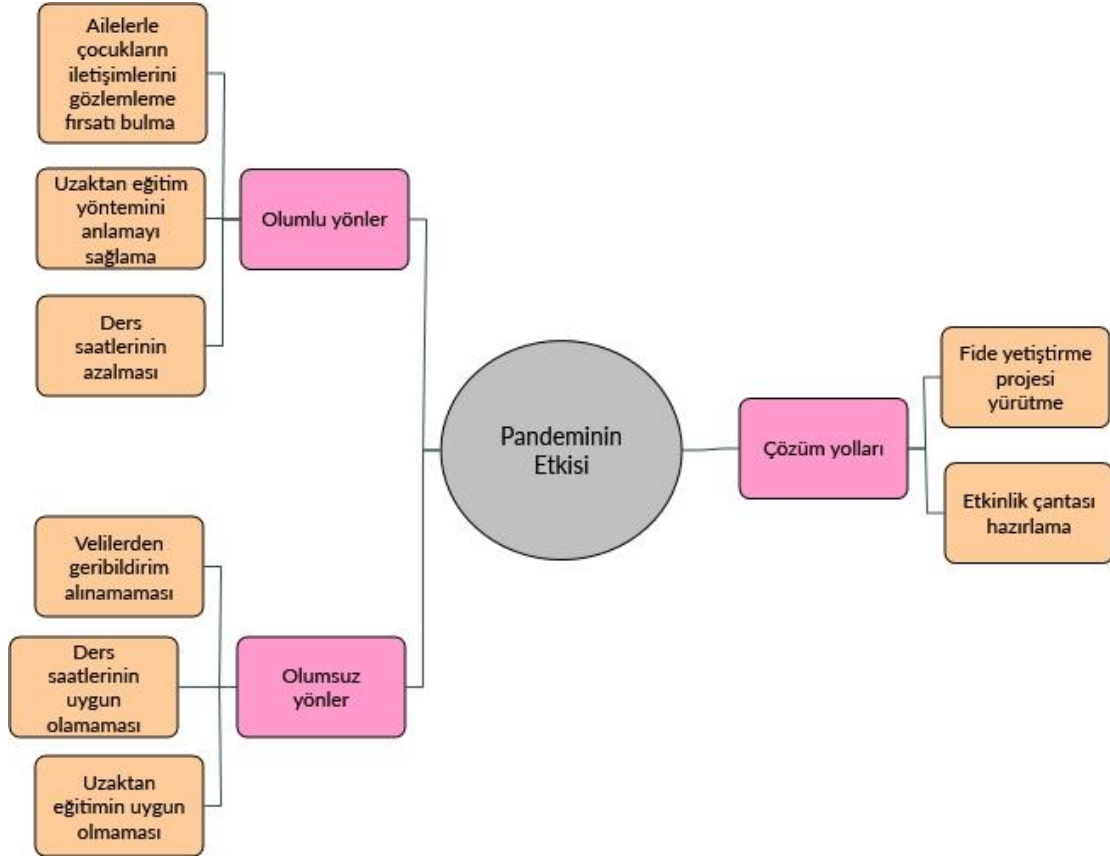 Ailelerle
çocukların
iletişimlerini
gözlemleme
fırsatı bulma
Uzaktan eğitim
yöntemini
anlamayı
sağlama
Ders
saatlerinin
azalması
Olumlu yönler
Pandeminin
Etkisi
Velilerden
geribildirim
alınamaması
Ders
saatlerinin
uygun
olamaması
Uzaktan
eğitimin uygun
olmaması
Olumsuz
yönler
Çözüm yolları
Fide yetiştirme
projesi
yürütme
Etkinlik çantası
hazırlama